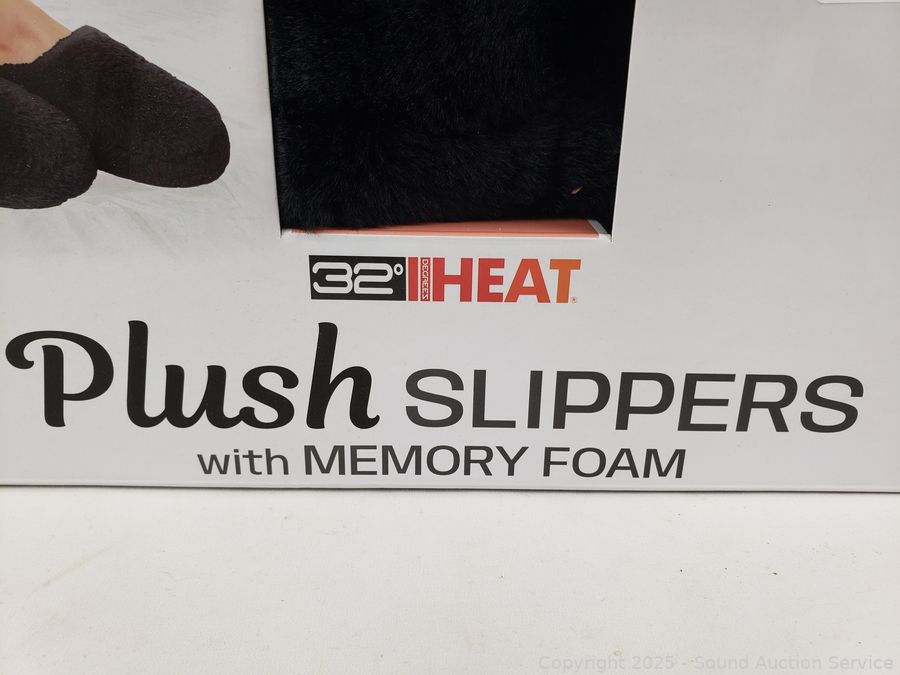 32° DEGREES HEAT®
Plush SLIPPERS
with MEMORY FOAM
Copyright 2025 - Sound Auction Service